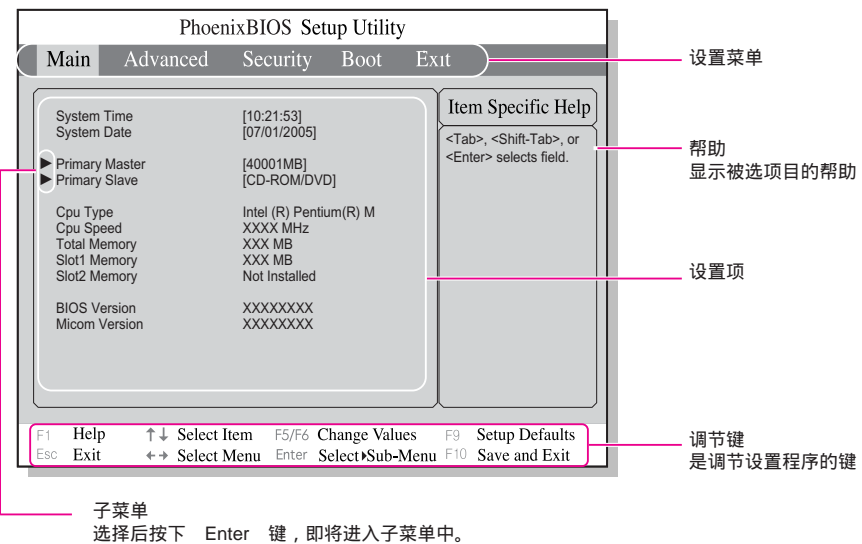 PhoenixBIOS Setup Utility
Main Advanced Security Boot Exit
设置菜单
System Time [10:21:53]
System Date [07/01/2005]
▶ Primary Master [40001MB]
▶ Primary Slave [CD-ROM/DVD]
Cpu Type Intel (R) Pentium(R) M
Cpu Speed XXXX MHz
Total Memory XXX MB
Slot1 Memory XXX MB
Slot2 Memory Not Installed
BIOS Version XXXXXXXX
Micom Version XXXXXXXX
Item Specific Help
<Tab>, <Shift-Tab>, or
<Enter> selects field.
帮助
显示被选项目的帮助
设置项
F1 Help ↑↓ Select Item F5/F6 Change Values F9 Setup Defaults
Esc Exit ←→ Select Menu Enter Select▶Sub-Menu F10 Save and Exit
调节键
是调节设置程序的键
子菜单
选择后按下 Enter 键，即将进入子菜单中。